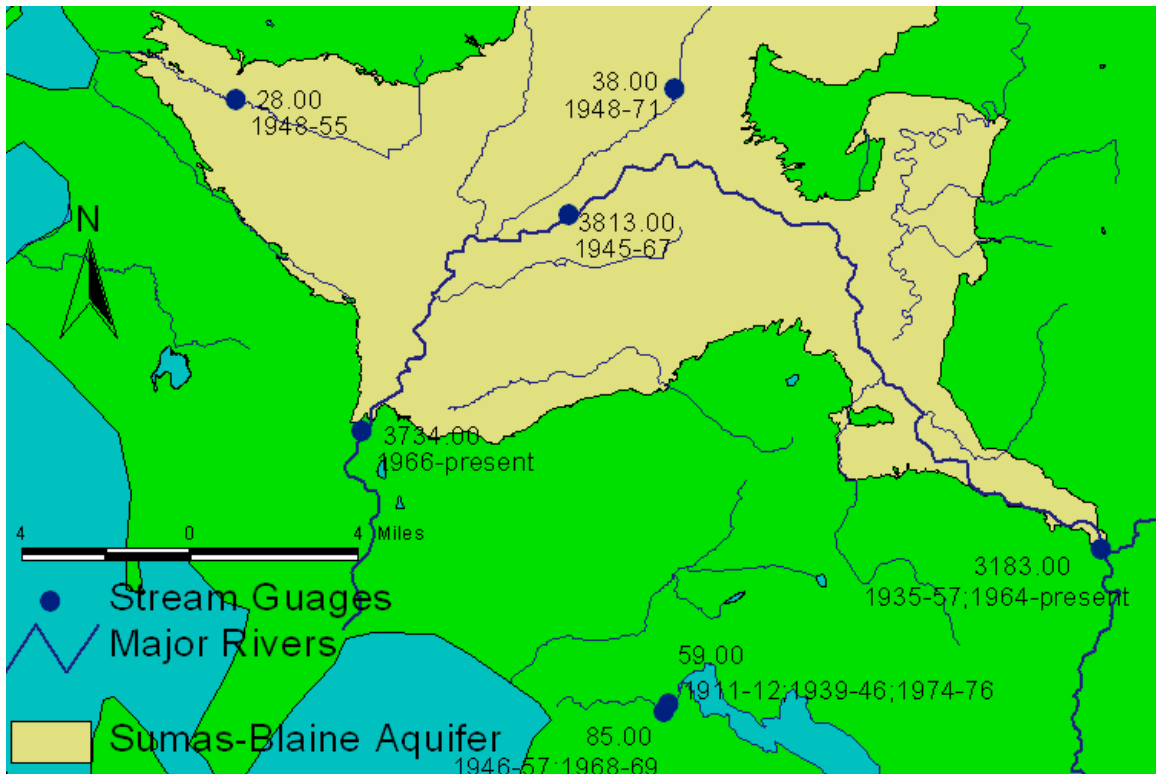 28.00
1948-55
38.00
1948-71
3813.00
1945-67
N
3734.00
1966-present
4 0 4 Miles
3183.00
1935-57;1964-present
Stream Guages
Major Rivers
59.00
1911-12;1939-46;1974-76
85.00
1946-57;1968-69
Sumas-Blaine Aquifer